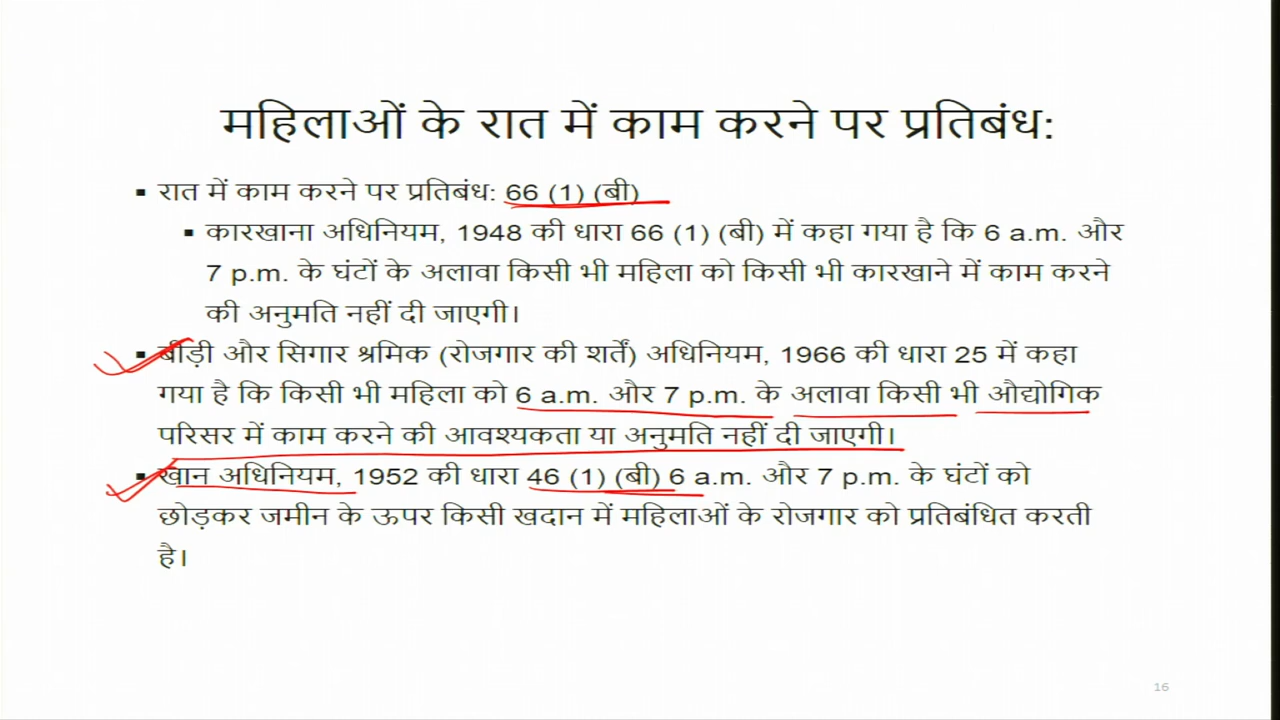 महिलाओं के रात में काम करने पर प्रतिबंध:
▪ रात में काम करने पर प्रतिबंध: 66 (1) (बी)
▪ कारखाना अधिनियम, 1948 की धारा 66 (1) (बी) में कहा गया है कि 6 a.m. और
7 p.m. के घंटों के अलावा किसी भी महिला को किसी भी कारखाने में काम करने
की अनुमति नहीं दी जाएगी।
▪ बीड़ी और सिगार श्रमिक (रोजगार की शर्तें) अधिनियम, 1966 की धारा 25 में कहा
गया है कि किसी भी महिला को 6 a.m. और 7 p.m. के अलावा किसी भी औद्योगिक
परिसर में काम करने की आवश्यकता या अनुमति नहीं दी जाएगी।
▪ खान अधिनियम, 1952 की धारा 46 (1) (बी) 6 a.m. और 7 p.m. के घंटों को
छोड़कर जमीन के ऊपर किसी खदान में महिलाओं के रोजगार को प्रतिबंधित करती
है।
16